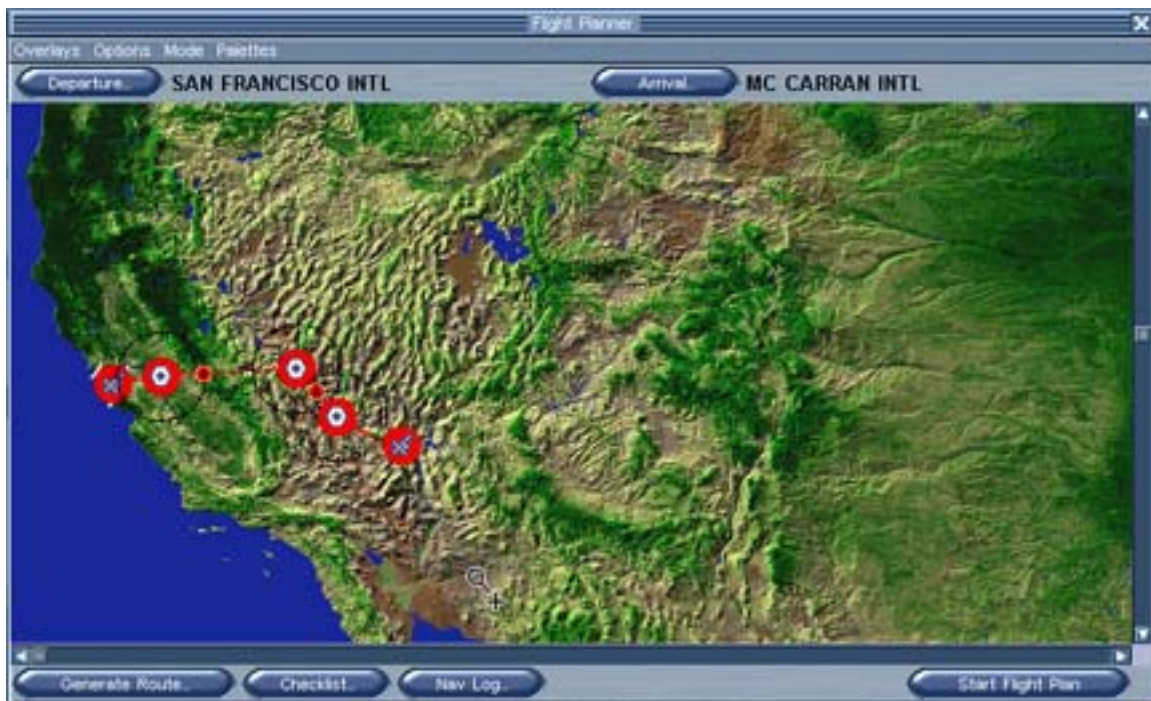 Flight Planner
Overlays Options Mode Palettes
Departure... SAN FRANCISCO INTL Arrival... MC CARRAN INTL
Generate Route... Checklist... Nav Log... Start Flight Plan